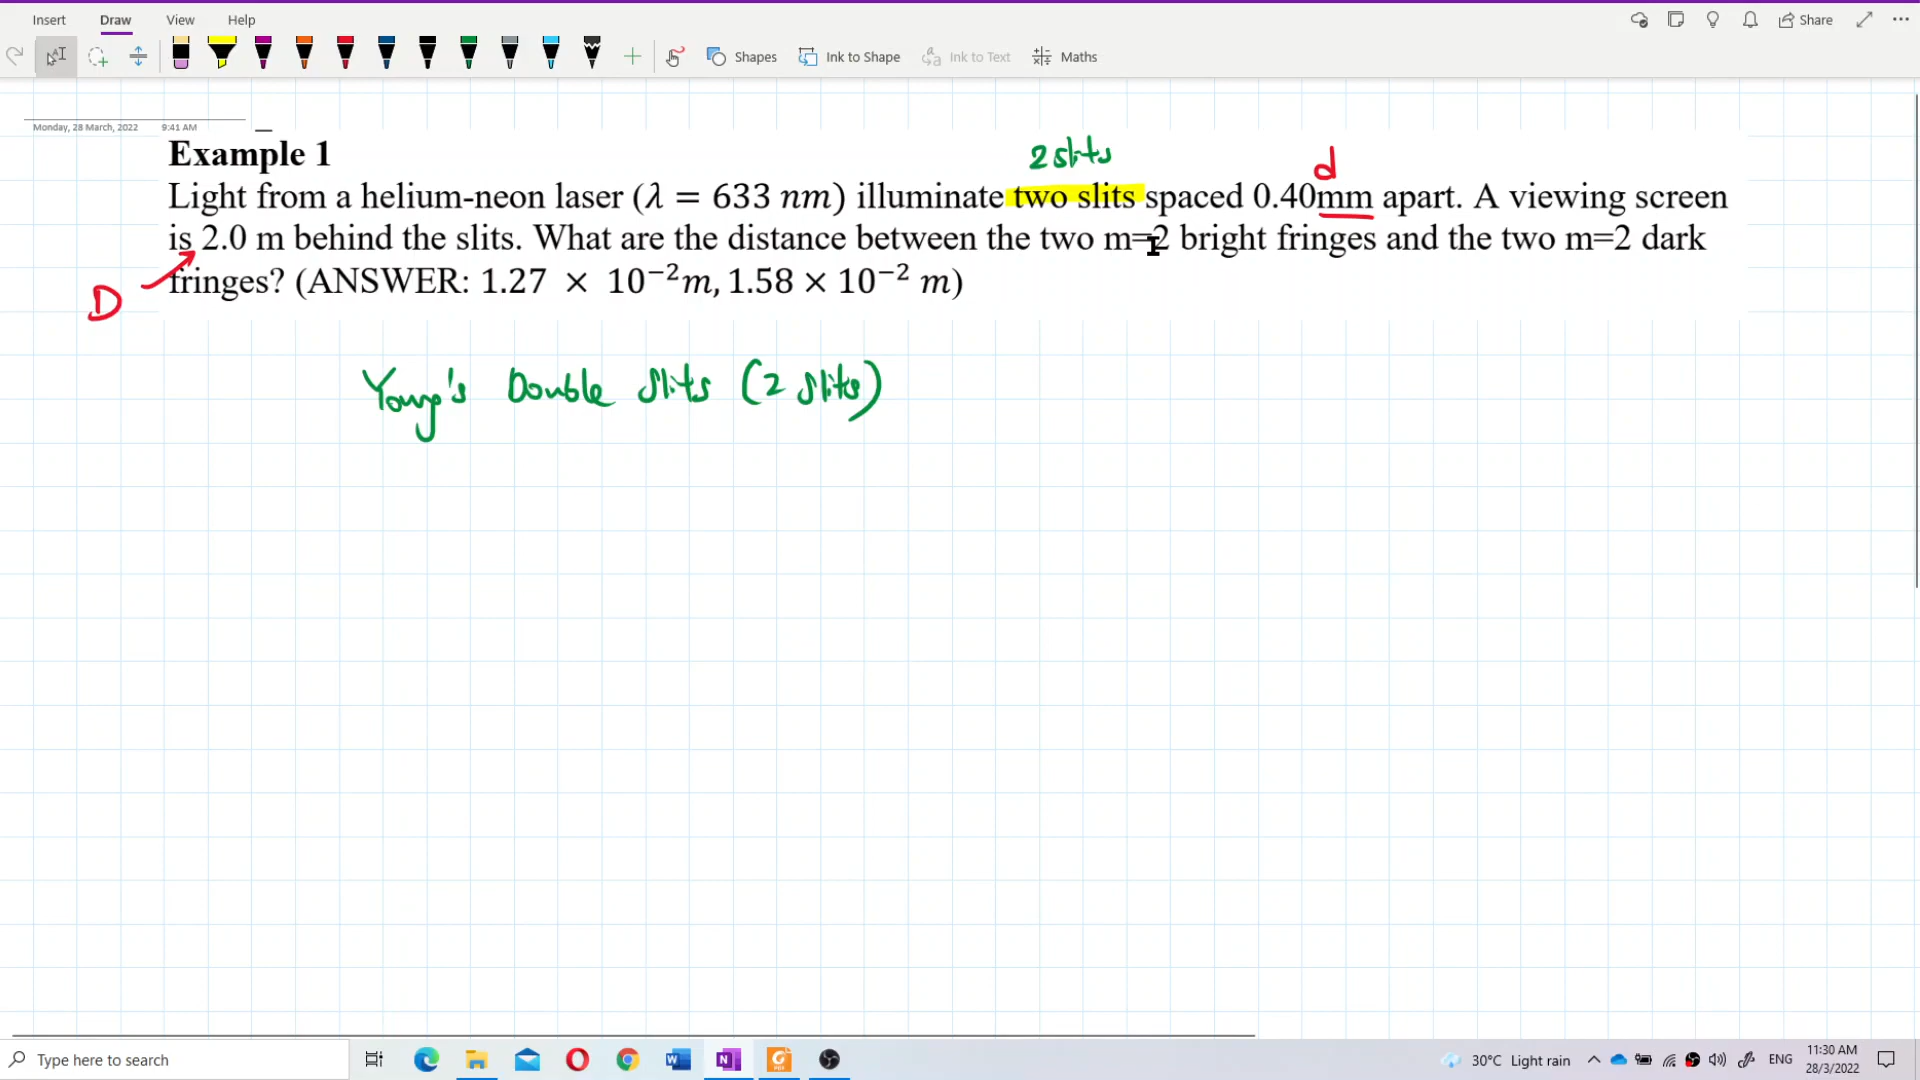 Insert Draw View Help
Share
Shapes Ink to Shape Ink to Text Maths
Monday, 28 March, 2022 9:41 AM
Example 1
2 slits
d
Light from a helium-neon laser (λ = 633 nm) illuminate two slits spaced 0.40mm apart. A viewing screen
is 2.0 m behind the slits. What are the distance between the two m=2 bright fringes and the two m=2 dark
fringes? (ANSWER: 1.27 × 10⁻²m, 1.58 × 10⁻² m)
D
Young's Double Slits (2 Slits)
Type here to search
30°C Light rain
ENG
11:30 AM
28/3/2022